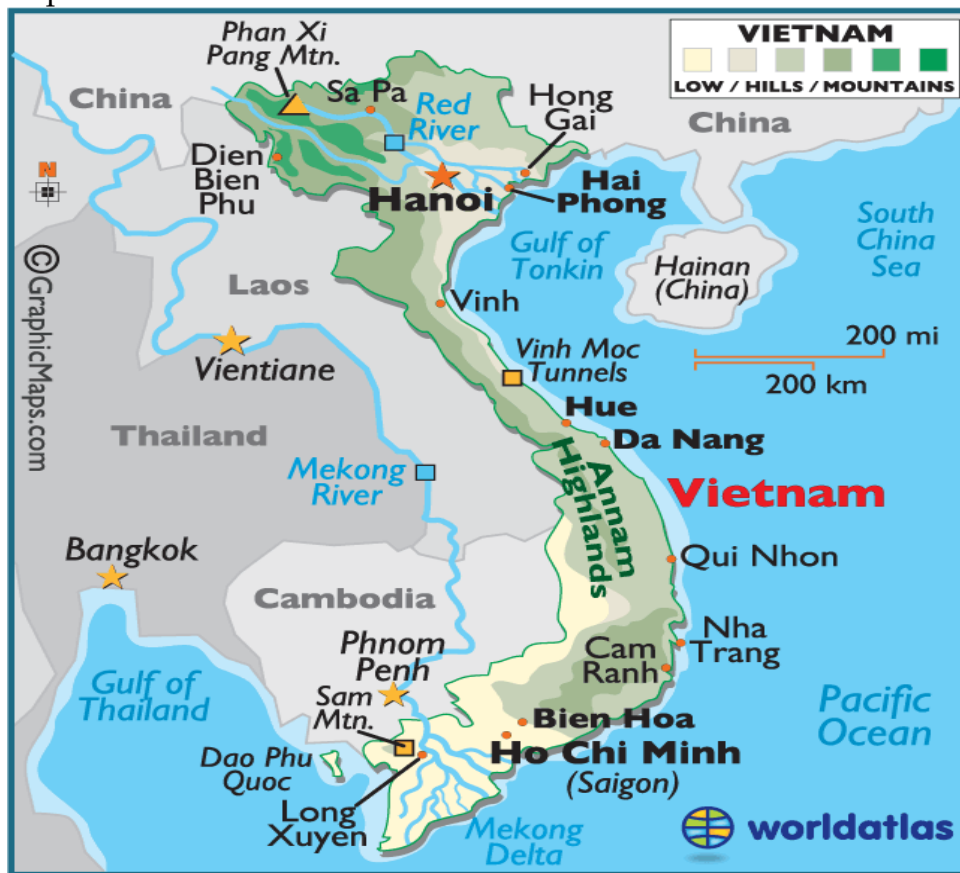 VIETNAM
LOW / HILLS / MOUNTAINS
Phan Xi
Pang Mtn.
China
Sa Pa
Red
River
Hong
Gai
China
N
Dien
Bien
Phu
Hanoi
Hai
Phong
South
China
Sea
Gulf of
Tonkin
Hainan
(China)
©GraphicMaps.com
Laos
Vinh
200 mi
200 km
Vientiane
Vinh Moc
Tunnels
Hue
Da Nang
Thailand
Annam
Highlands
Mekong
River
Vietnam
Bangkok
Qui Nhon
Cambodia
Phnom
Penh
Nha
Trang
Cam
Ranh
Gulf of
Thailand
Sam
Mtn.
Pacific
Ocean
Bien Hoa
Ho Chi Minh
(Saigon)
Dao Phu
Quoc
Long
Xuyen
Mekong
Delta
worldatlas